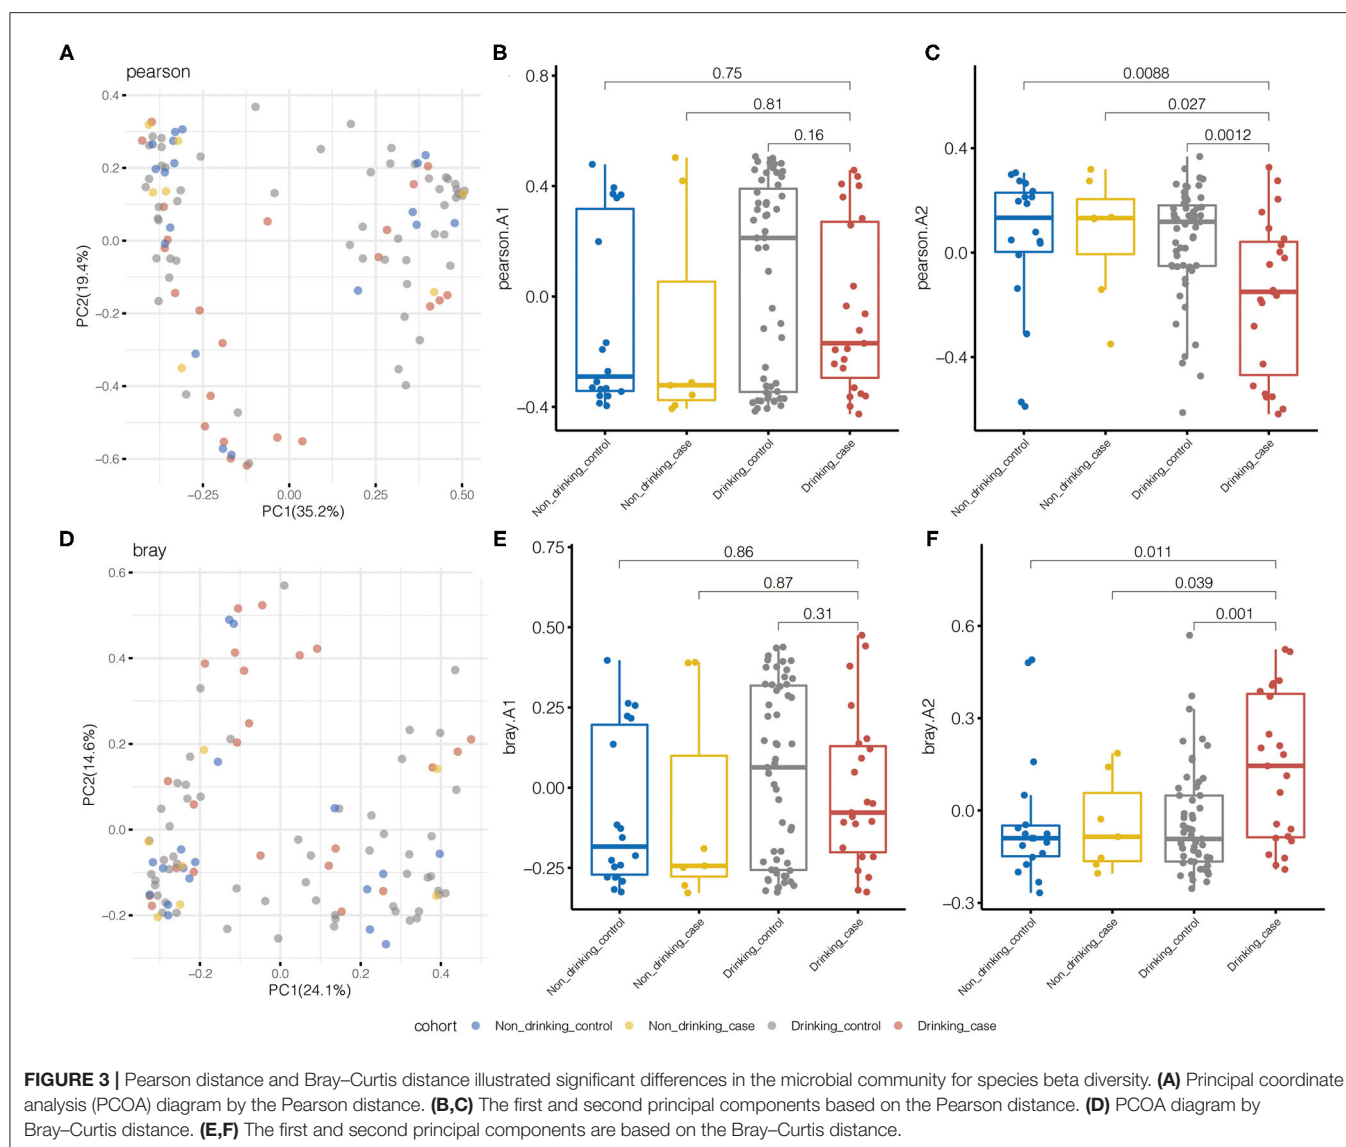 A
pearson
0.4
0.2
0.0
−0.2
−0.4
−0.6
PC2(19.4%)
−0.25
0.00
0.25
0.50
PC1(35.2%)
B
0.8
0.4
0.0
−0.4
pearson.A1
0.75
0.81
0.16
Non_drinking_control
Non_drinking_case
Drinking_control
Drinking_case
C
0.4
0.0
−0.4
pearson.A2
0.0088
0.027
0.0012
Non_drinking_control
Non_drinking_case
Drinking_control
Drinking_case
D
bray
0.6
0.4
0.2
0.0
−0.2
PC2(14.6%)
−0.2
0.0
0.2
0.4
PC1(24.1%)
E
0.75
0.50
0.25
0.00
−0.25
bray.A1
0.86
0.87
0.31
Non_drinking_control
Non_drinking_case
Drinking_control
Drinking_case
F
0.6
0.3
0.0
−0.3
bray.A2
0.011
0.039
0.001
Non_drinking_control
Non_drinking_case
Drinking_control
Drinking_case
cohort Non_drinking_control Non_drinking_case Drinking_control Drinking_case
FIGURE 3 | Pearson distance and Bray–Curtis distance illustrated significant differences in the microbial community for species beta diversity. (A) Principal coordinate
analysis (PCOA) diagram by the Pearson distance. (B,C) The first and second principal components based on the Pearson distance. (D) PCOA diagram by
Bray–Curtis distance. (E,F) The first and second principal components are based on the Bray–Curtis distance.